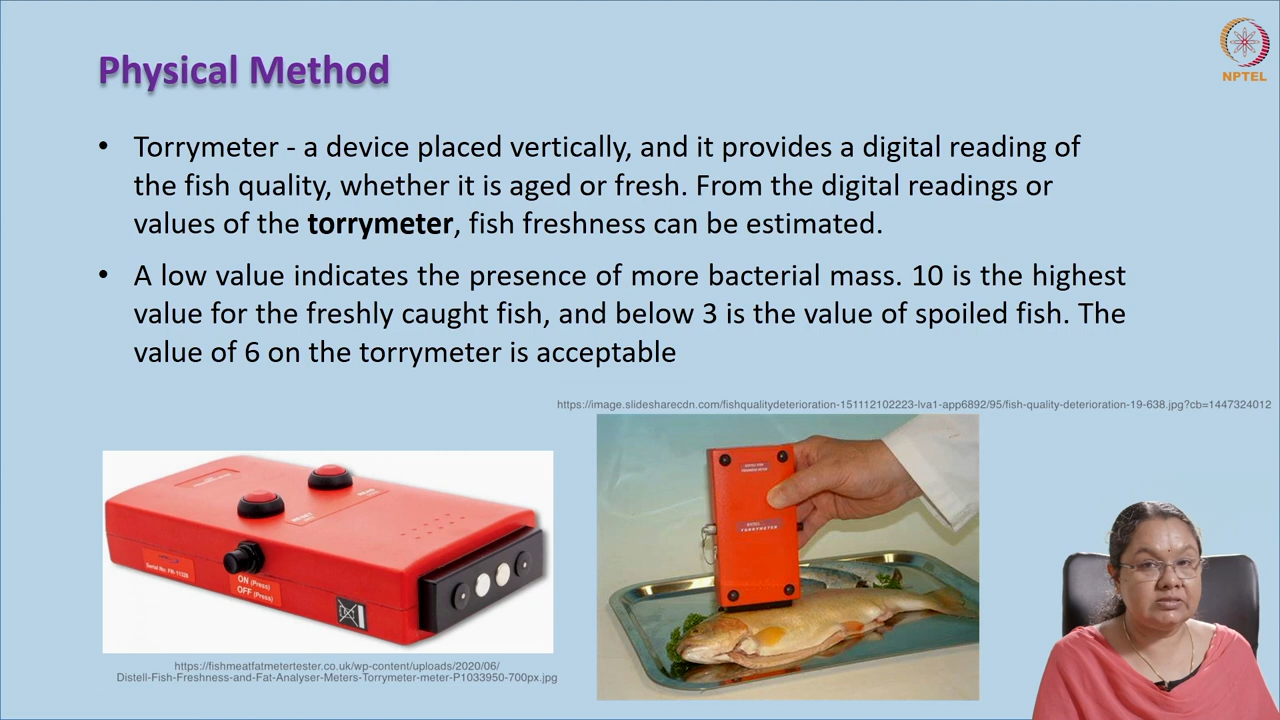 NPTEL
Physical Method
• Torrymeter - a device placed vertically, and it provides a digital reading of
the fish quality, whether it is aged or fresh. From the digital readings or
values of the torrymeter, fish freshness can be estimated.
• A low value indicates the presence of more bacterial mass. 10 is the highest
value for the freshly caught fish, and below 3 is the value of spoiled fish. The
value of 6 on the torrymeter is acceptable
https://image.slidesharecdn.com/fishqualitydeterioration-151112102223-lva1-app6892/95/fish-quality-deterioration-19-638.jpg?cb=1447324012
ON (Press)
OFF (Press)
TORRYMETER
https://fishmeatfatmetertester.co.uk/wp-content/uploads/2020/06/
Distell-Fish-Freshness-and-Fat-Analyser-Meters-Torrymeter-meter-P1033950-700px.jpg